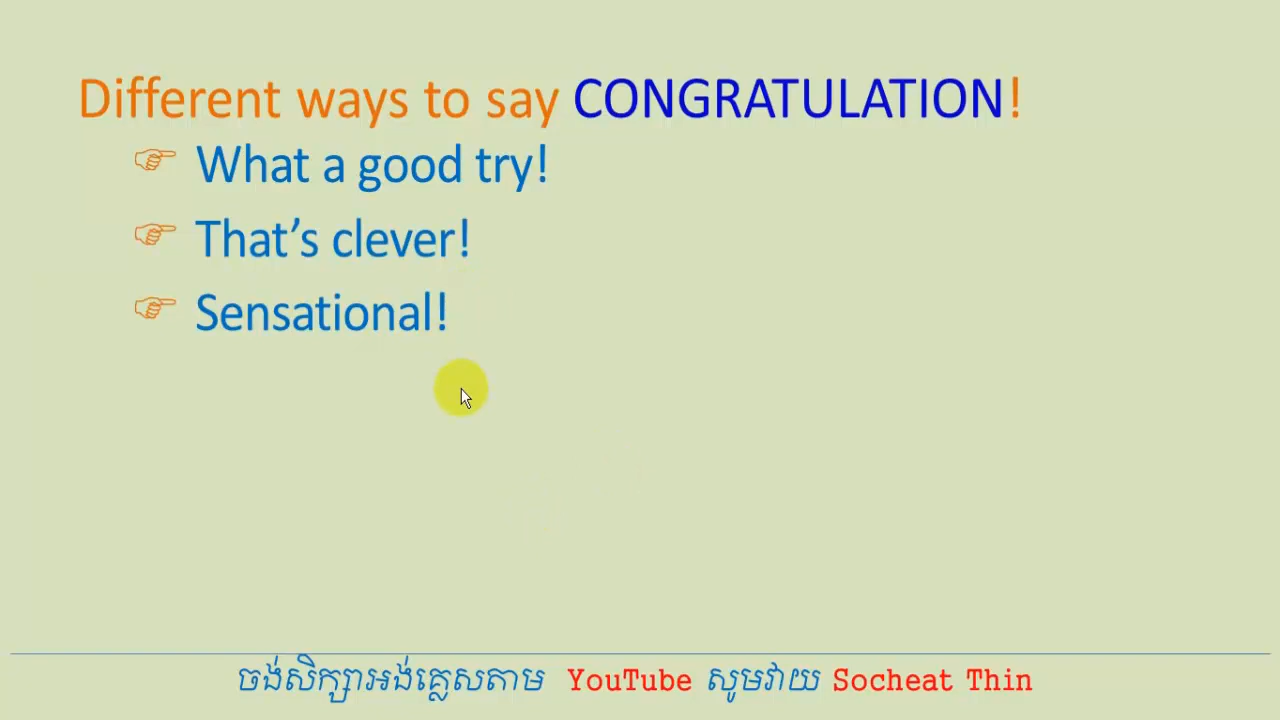 Different ways to say CONGRATULATION!
What a good try!
That’s clever!
Sensational!
ចង់សិក្សាអង់គ្លេសតាម YouTube សូមវាយ Socheat Thin